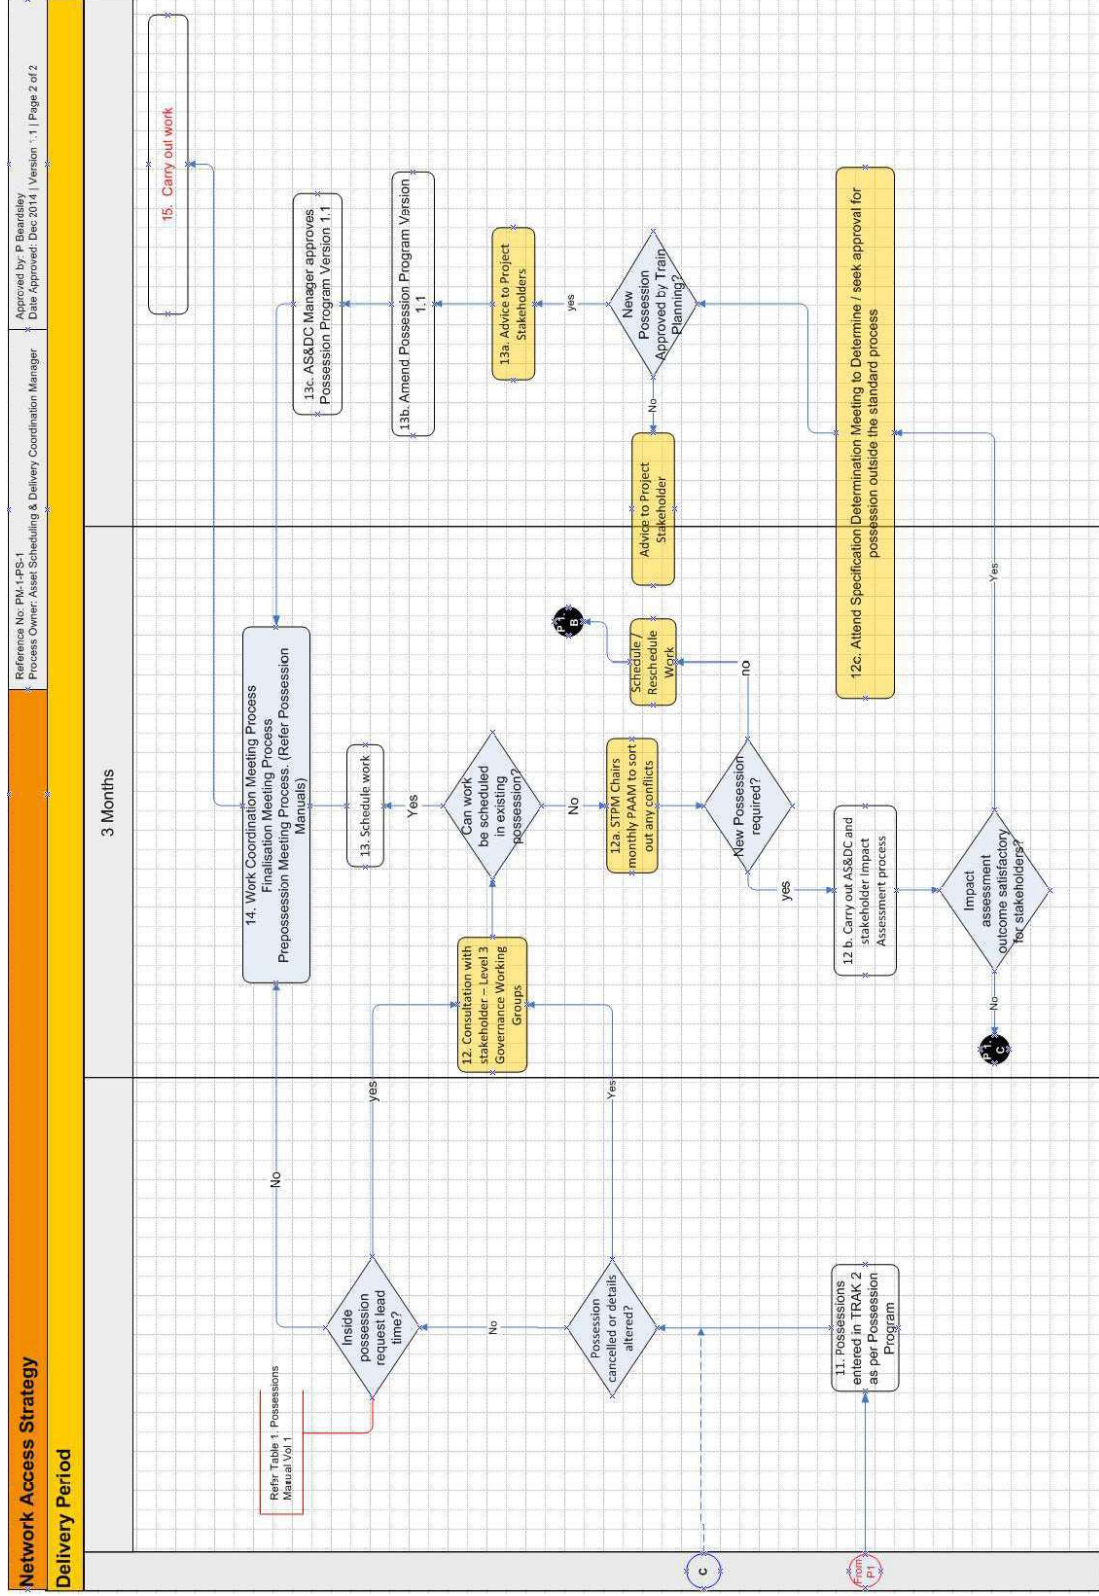 Network Access Strategy
Reference No: PM-1-PS-1
Process Owner: Asset Scheduling & Delivery Coordination Manager
Approved by: P Beardsley
Date Approved: Dec 2014 | Version 1.1 | Page 2 of 2
Delivery Period
3 Months
15. Carry out work
14. Work Coordination Meeting Process
Finalisation Meeting Process
Prepossession Meeting Process. (Refer Possession
Manuals)
13c. AS&DC Manager approves
Possession Program Version 1.1
No
Refer Table 1. Possessions
Manual Vol 1
Inside
possession
request lead
time?
yes
13. Schedule work
Yes
13b. Amend Possession Program Version
1.1
12. Consultation with
stakeholder – Level 3
Governance Working
Groups
Can work
be scheduled
in existing
possession?
13a. Advice to Project
Stakeholders
No
No
yes
P 1.
B
Possession
cancelled or details
altered?
Yes
12a. STPM Chairs
monthly PAAM to sort
out any conflicts
Schedule /
Reschedule
Work
Advice to Project
Stakeholder
No
New
Possession
Approved by Train
Planning?
C
New Possession
required?
no
yes
From
P1
11. Possessions
entered in TRAK 2
as per Possession
Program
12 b. Carry out AS&DC and
stakeholder Impact
Assessment process
12c. Attend Specification Determination Meeting to Determine / seek approval for
possession outside the standard process
P 1.
C
No
Impact
assessment
outcome satisfactory
for stakeholders?
Yes